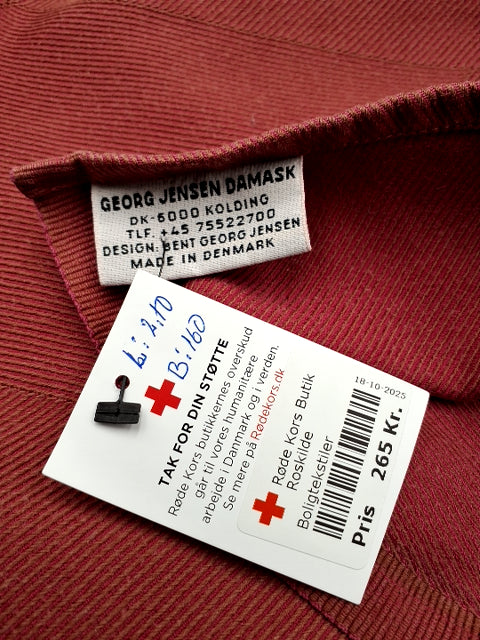 GEORG JENSEN DAMASK
DK-6000 KOLDING
TLF. +45 75522700
DESIGN: BENT GEORG JENSEN
MADE IN DENMARK
L: 2,10
B: 160
TAK FOR DIN STØTTE
Røde Kors butikkernes overskud
går til vores humanitære
arbejde i Danmark og i verden.
Se mere på Rødekors.dk
18-10-2025
Røde Kors Butik
Roskilde
Boligtekstiler
Pris 265 Kr.